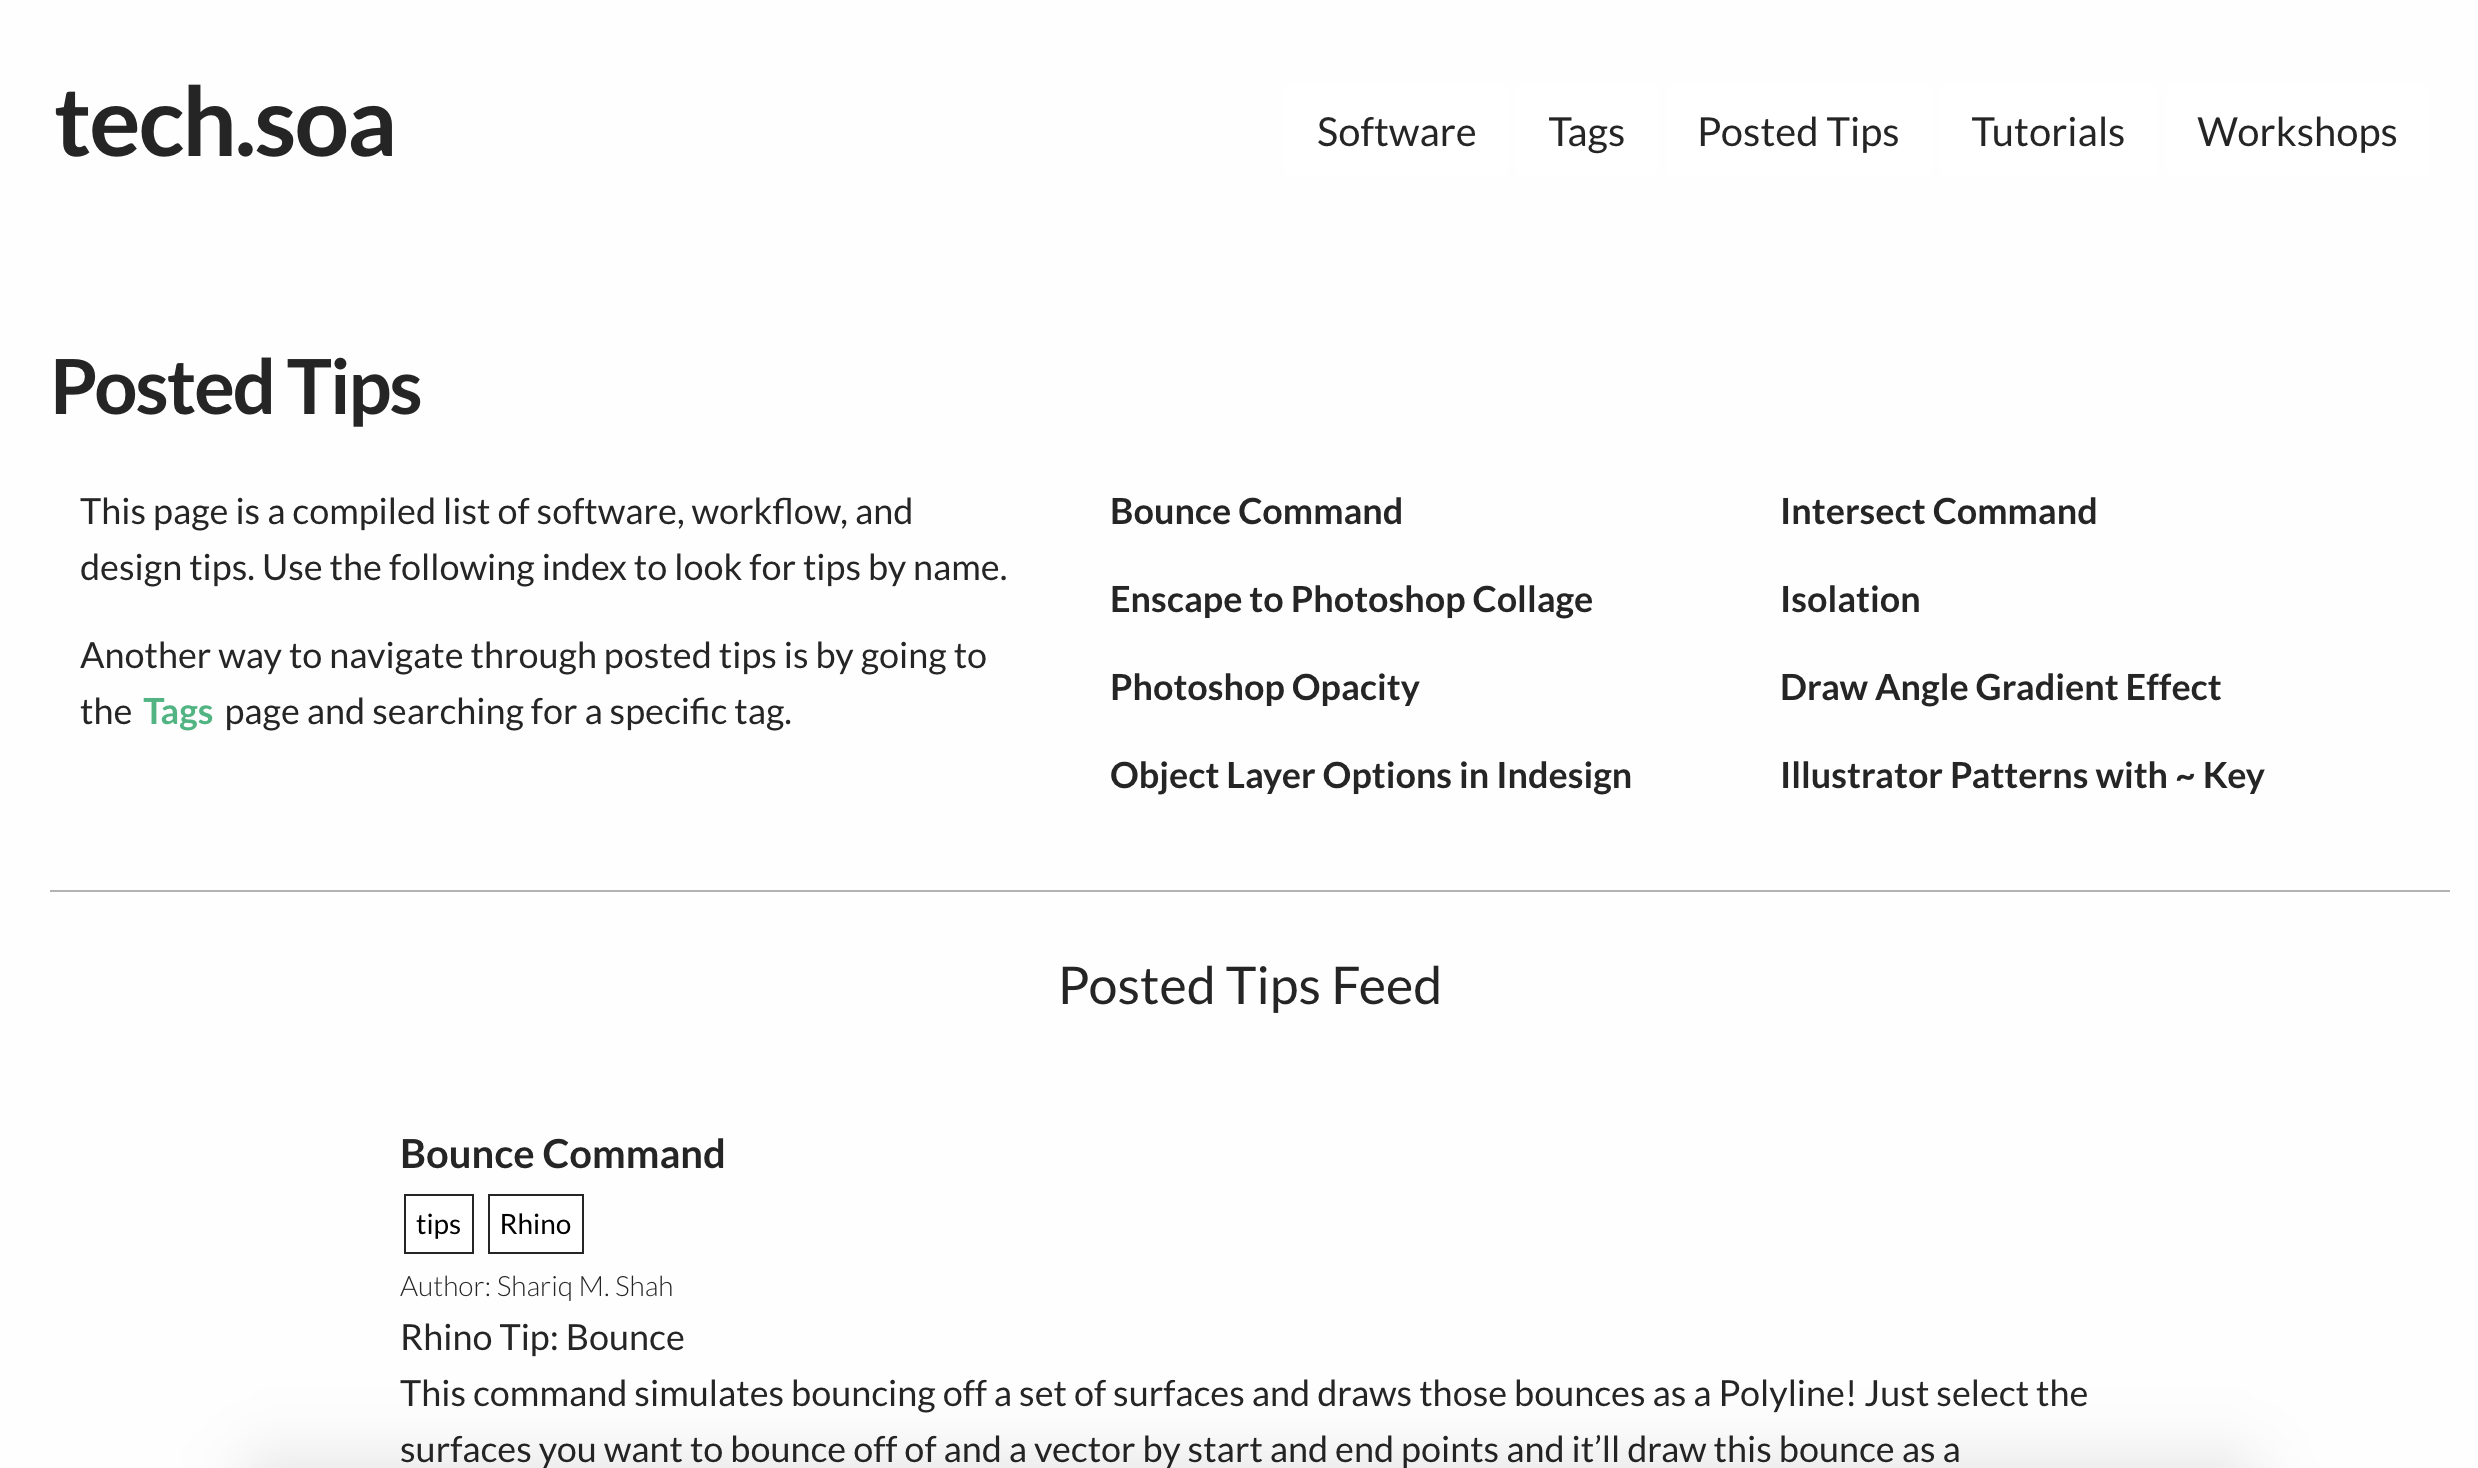 tech.soa
Software
Tags
Posted Tips
Tutorials
Workshops
Posted Tips
This page is a compiled list of software, workflow, and
design tips. Use the following index to look for tips by name.
Another way to navigate through posted tips is by going to
the Tags page and searching for a specific tag.
Bounce Command
Enscape to Photoshop Collage
Photoshop Opacity
Object Layer Options in Indesign
Intersect Command
Isolation
Draw Angle Gradient Effect
Illustrator Patterns with ~ Key
Posted Tips Feed
Bounce Command
tips
Rhino
Author: Shariq M. Shah
Rhino Tip: Bounce
This command simulates bouncing off a set of surfaces and draws those bounces as a Polyline! Just select the
surfaces you want to bounce off of and a vector by start and end points and it’ll draw this bounce as a